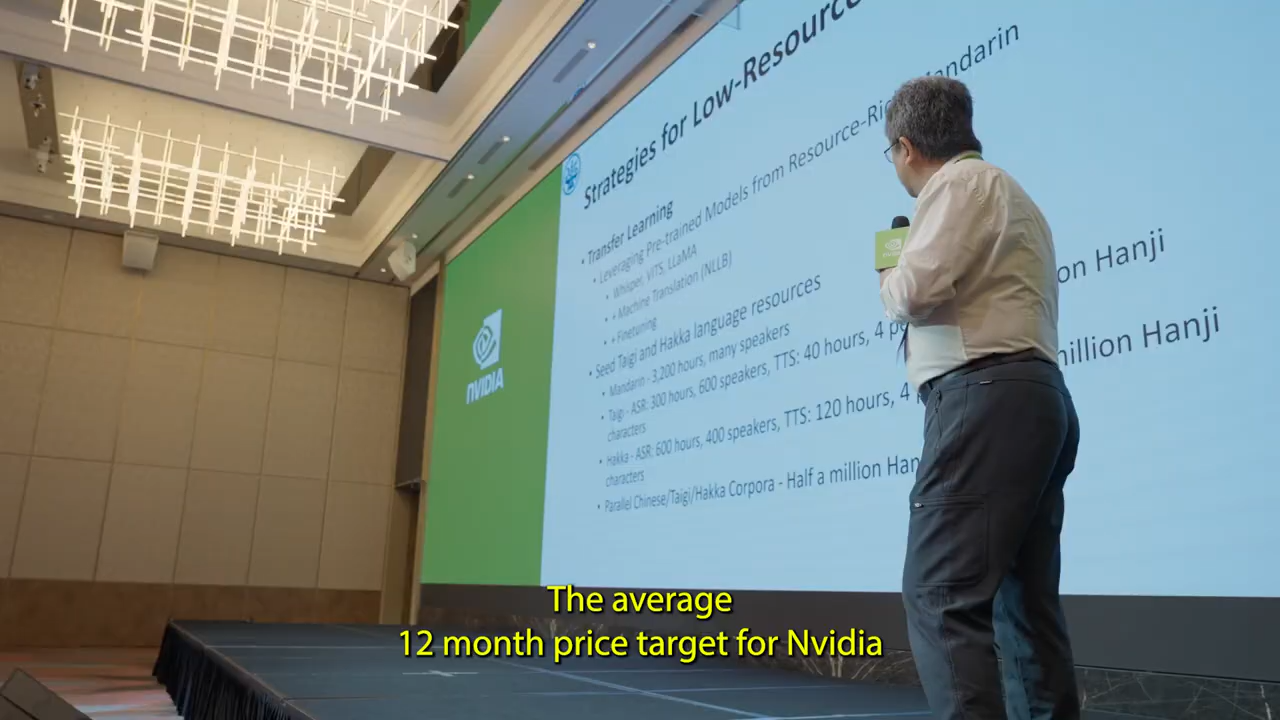 Strategies for Low-Resource
• Transfer Learning
• Leveraging Pre-trained Models from Resource-Ric Mandarin
• Whisper, VITS, LLaMA
• + Machine Translation (NLLB)
• + Finetuning
• Seed Taigi and Hakka language resources
• Mandarin - 3,200 hours, many speakers
• Taigi - ASR: 300 hours, 600 speakers, TTS: 40 hours, 4 on Hanji
characters
• Hakka - ASR: 600 hours, 400 speakers, TTS: 120 hours, 4 million Hanji
characters
• Parallel Chinese/Taigi/Hakka Corpora - Half a million Han
NVIDIA
The average
12 month price target for Nvidia